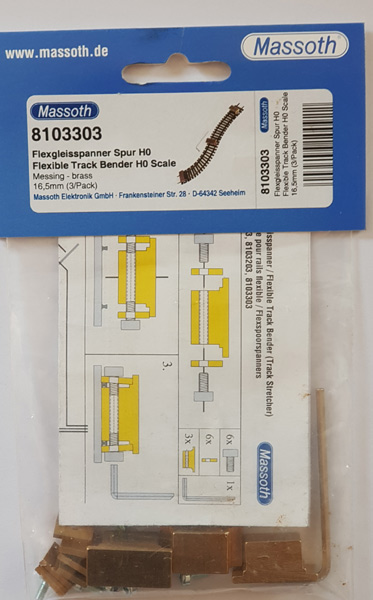 www.massoth.de
Massoth
Massoth
8103303
Flexgleisspanner Spur H0
Flexible Track Bender H0 Scale
Messing - brass
16,5mm (3/Pack)
Massoth Elektronik GmbH · Frankensteiner Str. 28 · D-64342 Seeheim
Massoth
8103303
Flexgleisspanner Spur H0
Flexible Track Bender H0 Scale
16,5mm (3/Pack)
sspanner / Flexible Track Bender (Track Stretcher)
3, 8103203, 8103303
e pour rails flexible / Flexspoorspanners
Massoth
3.
3x
6x
6x
1x